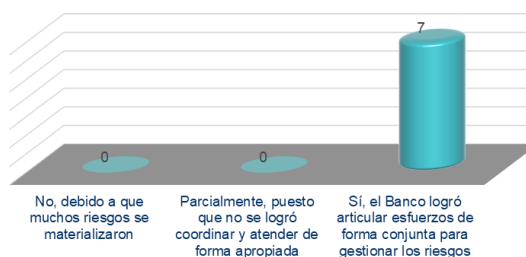 7
0
0
No, debido a que
muchos riesgos se
materializaron
Parcialmente, puesto
que no se logró
coordinar y atender de
forma apropiada
Sí, el Banco logró
articular esfuerzos de
forma conjunta para
gestionar los riesgos